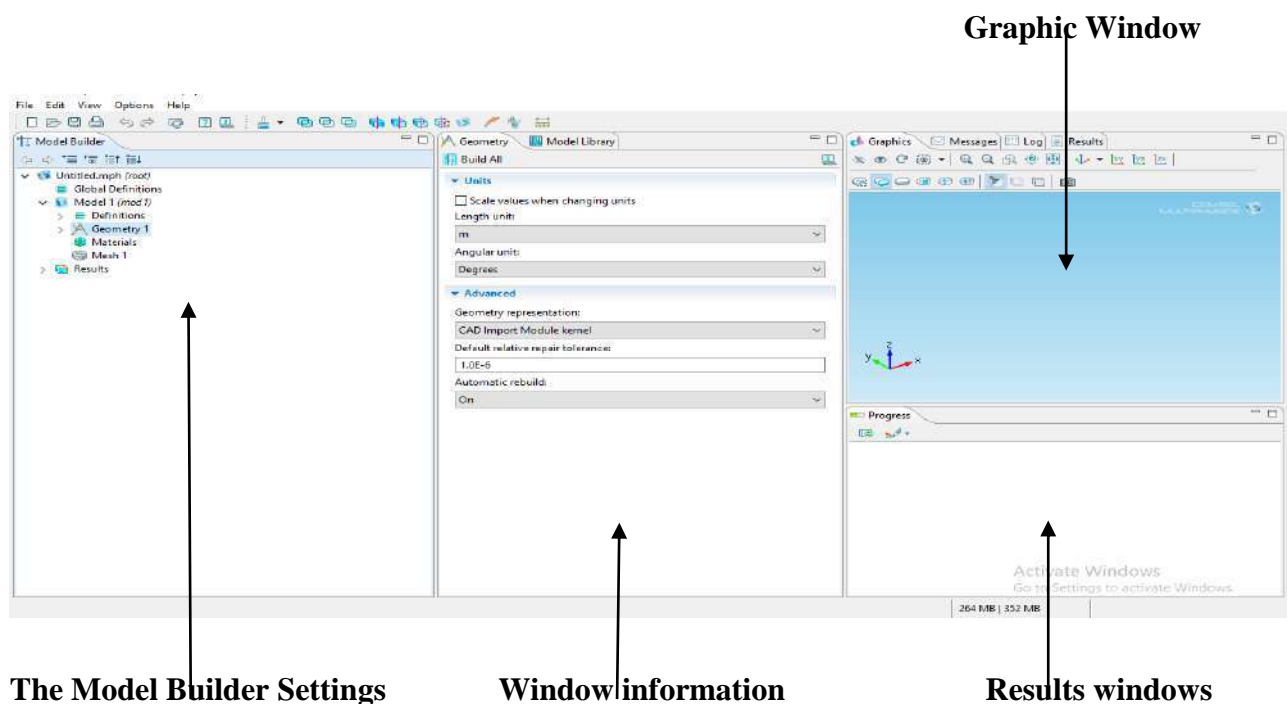 Graphic Window
File Edit View Options Help
Model Builder
Untitled.mph (root)
Global Definitions
Model 1 (mod1)
Definitions
Geometry 1
Materials
Mesh 1
Results
Geometry Model Library
Build All
Units
Scale values when changing units
Length unit:
m
Angular unit:
Degrees
Advanced
Geometry representation:
CAD Import Module kernel
Default relative repair tolerance:
1.0E-6
Automatic rebuild:
On
Graphics Messages Log Results
COMSOL
MULTIPHYSICS
z
y x
Progress
Activate Windows
Go to Settings to activate Windows.
264 MB | 352 MB
The Model Builder Settings Window information Results windows